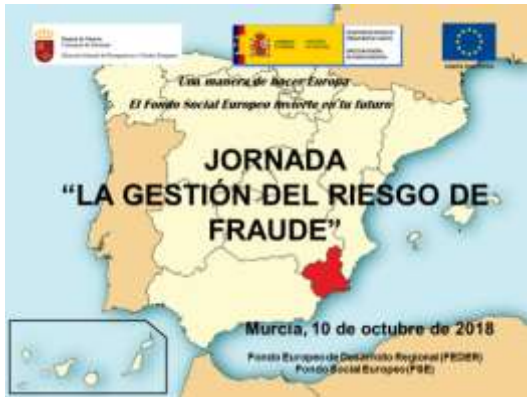 Una manera de hacer Europa
El Fondo Social Europeo invierte en tu futuro
JORNADA
“LA GESTIÓN DEL RIESGO DE
FRAUDE”
Murcia, 10 de octubre de 2018
Fondo Europeo de Desarrollo Regional (FEDER)
Fondo Social Europeo (FSE)